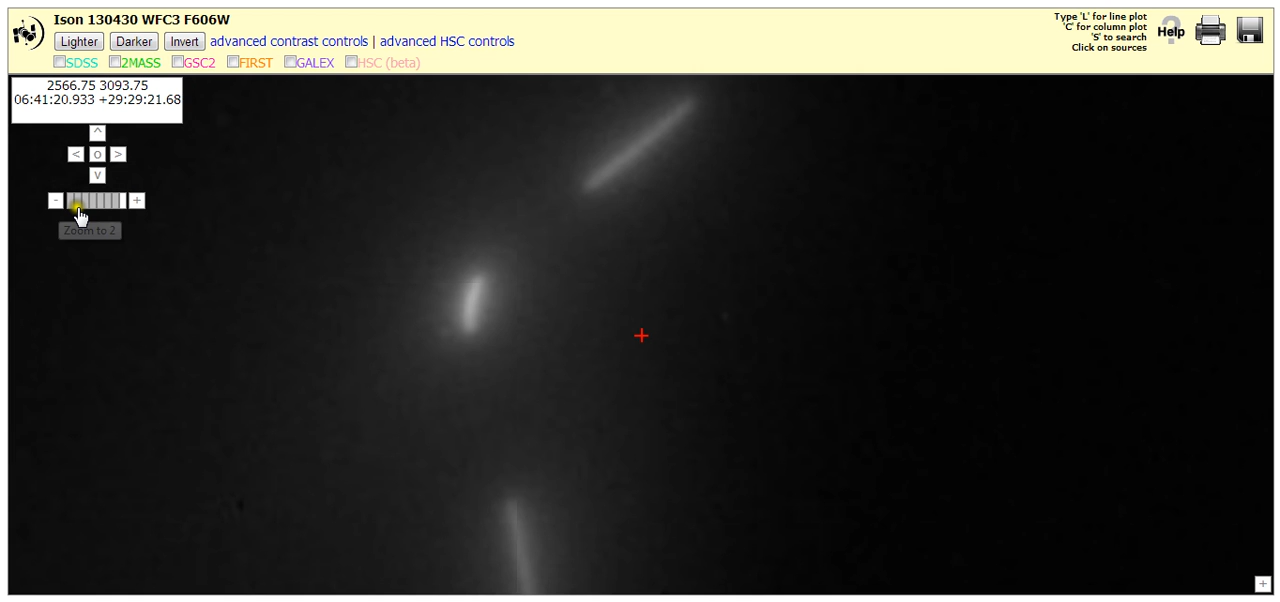 Ison 130430 WFC3 F606W
Lighter Darker Invert advanced contrast controls | advanced HSC controls
SDSS 2MASS GSC2 FIRST GALEX HSC (beta)
Type 'L' for line plot
'C' for column plot
'S' to search
Click on sources
Help
2566.75 3093.75
06:41:20.933 +29:29:21.68
^
< o >
v
- +
Zoom to 2
+